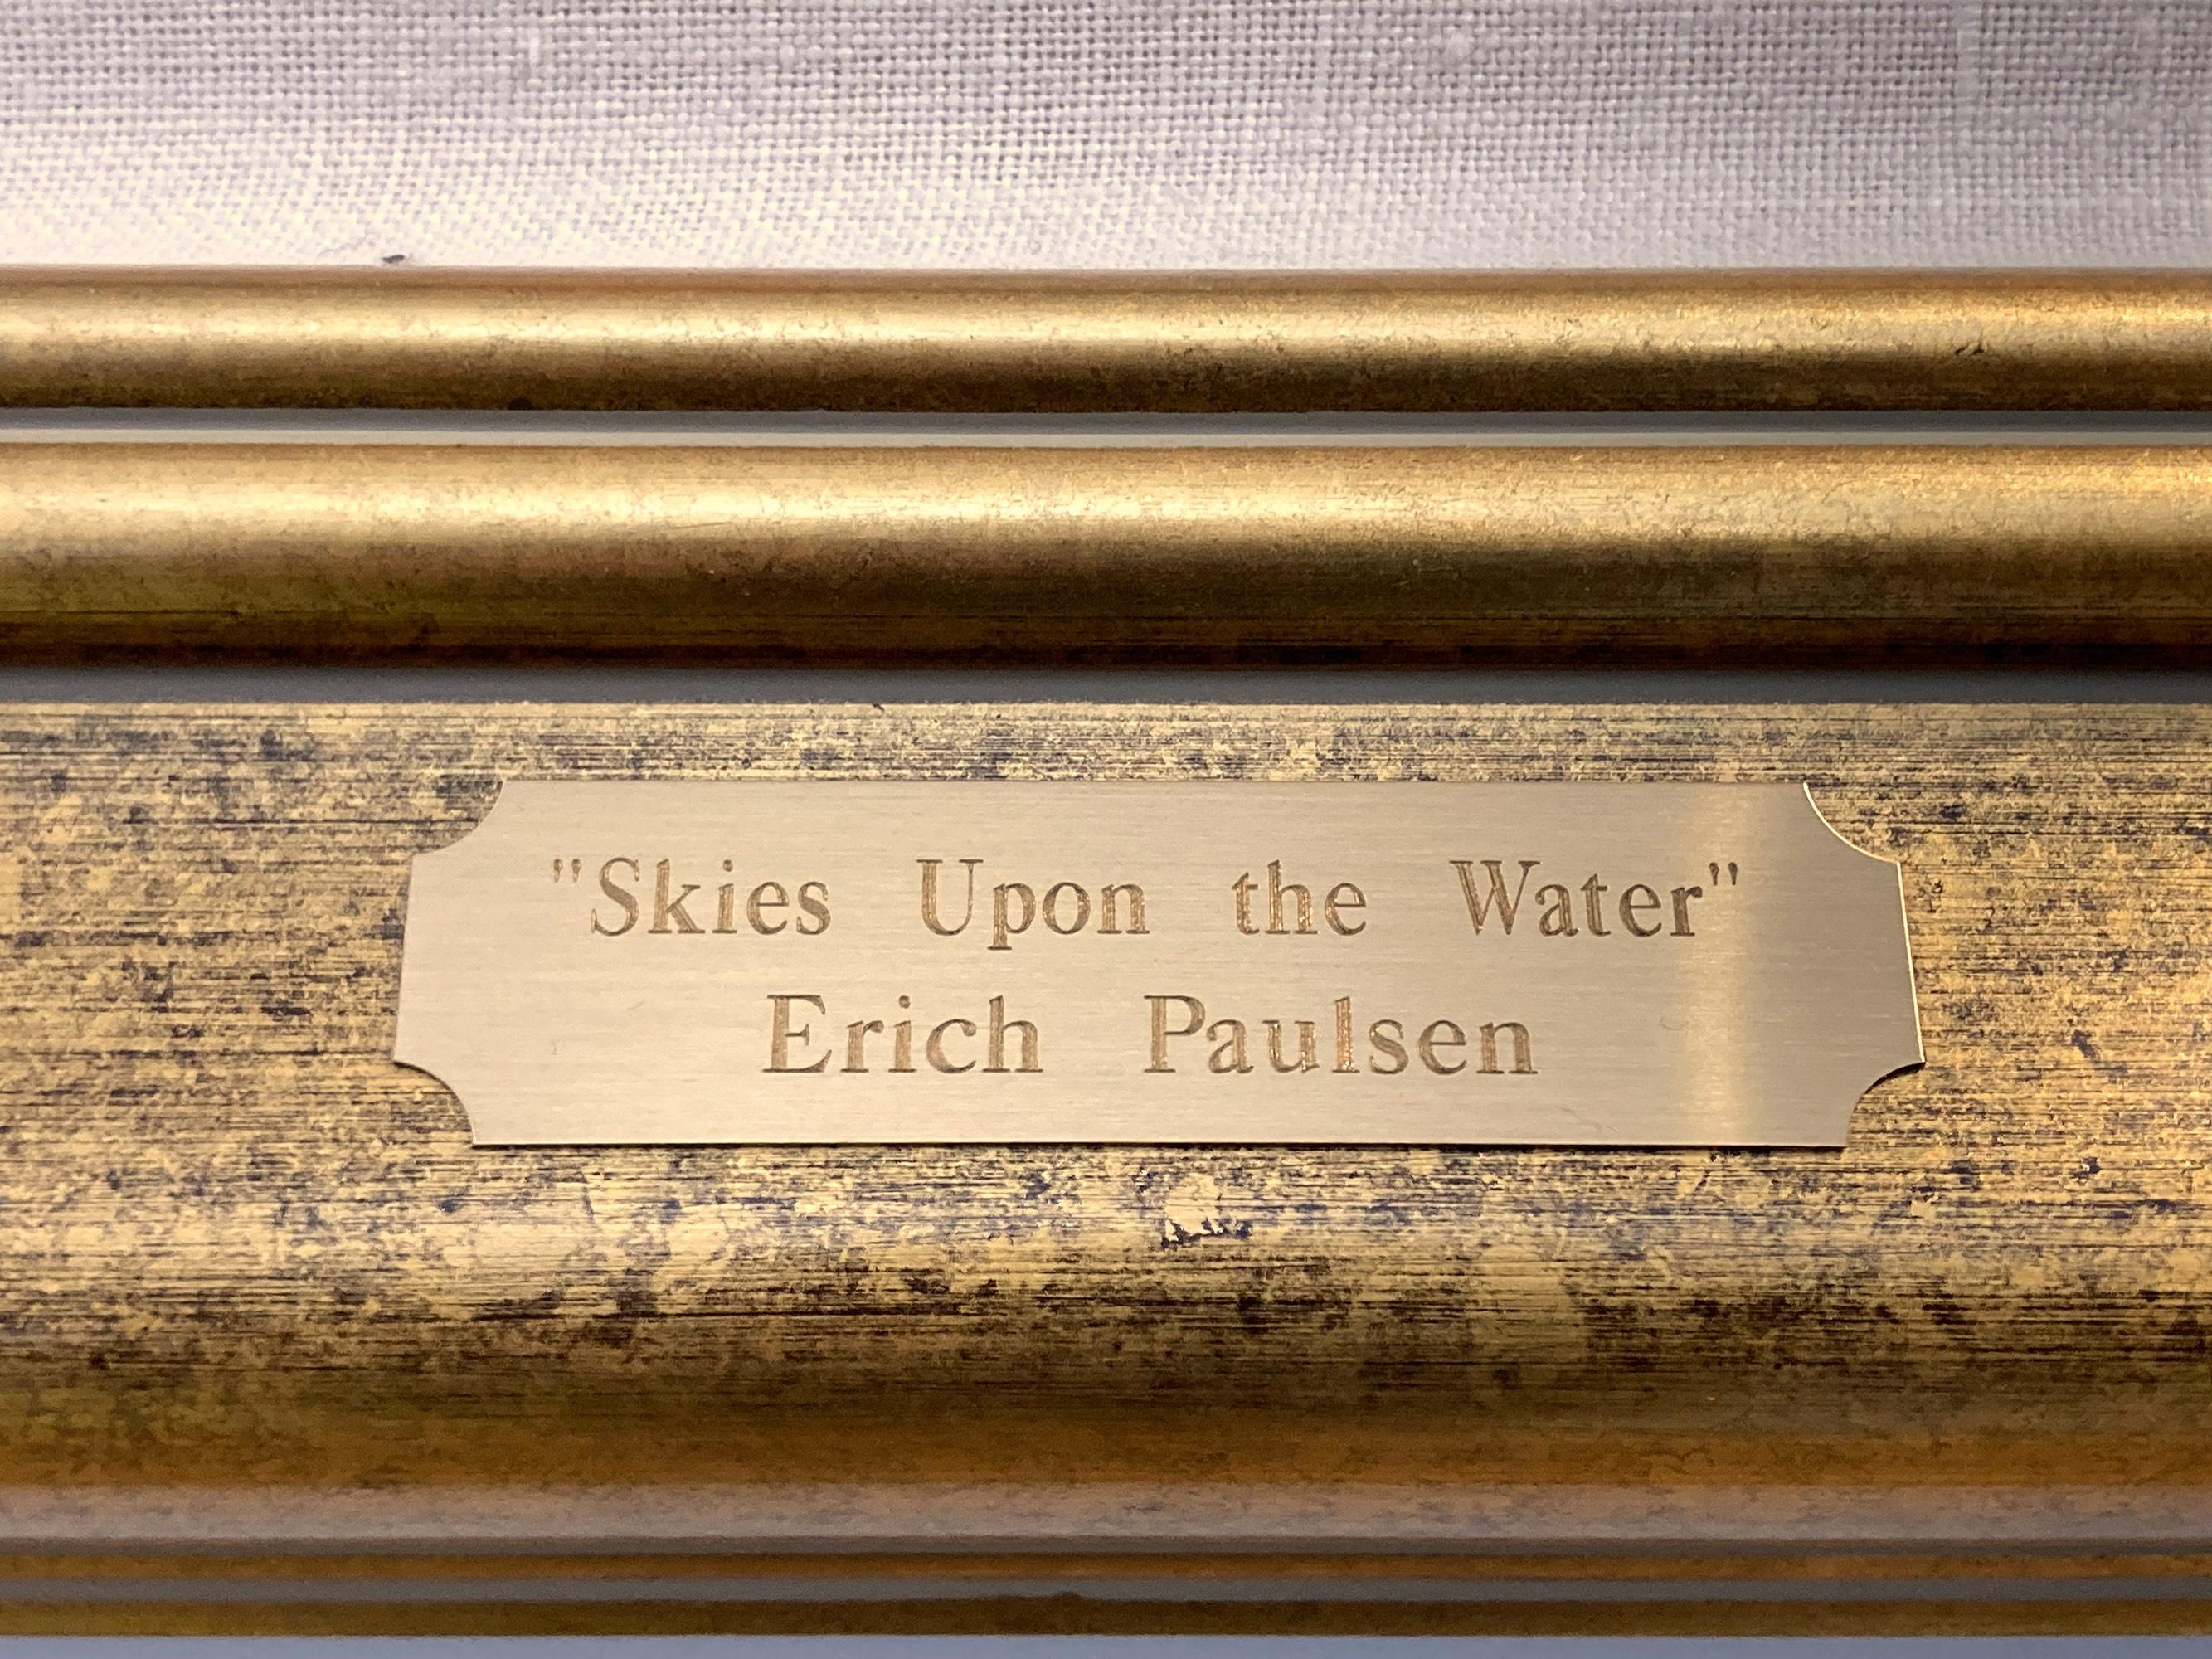 "Skies Upon the Water"
Erich Paulsen